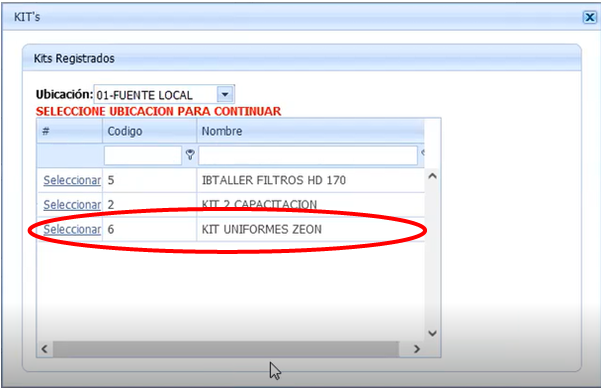 KIT's
Kits Registrados
Ubicación: 01-FUENTE LOCAL
SELECCIONE UBICACION PARA CONTINUAR
# Codigo Nombre
Seleccionar 5 IBTALLER FILTROS HD 170
Seleccionar 2 KIT 2 CAPACITACION
Seleccionar 6 KIT UNIFORMES ZEON